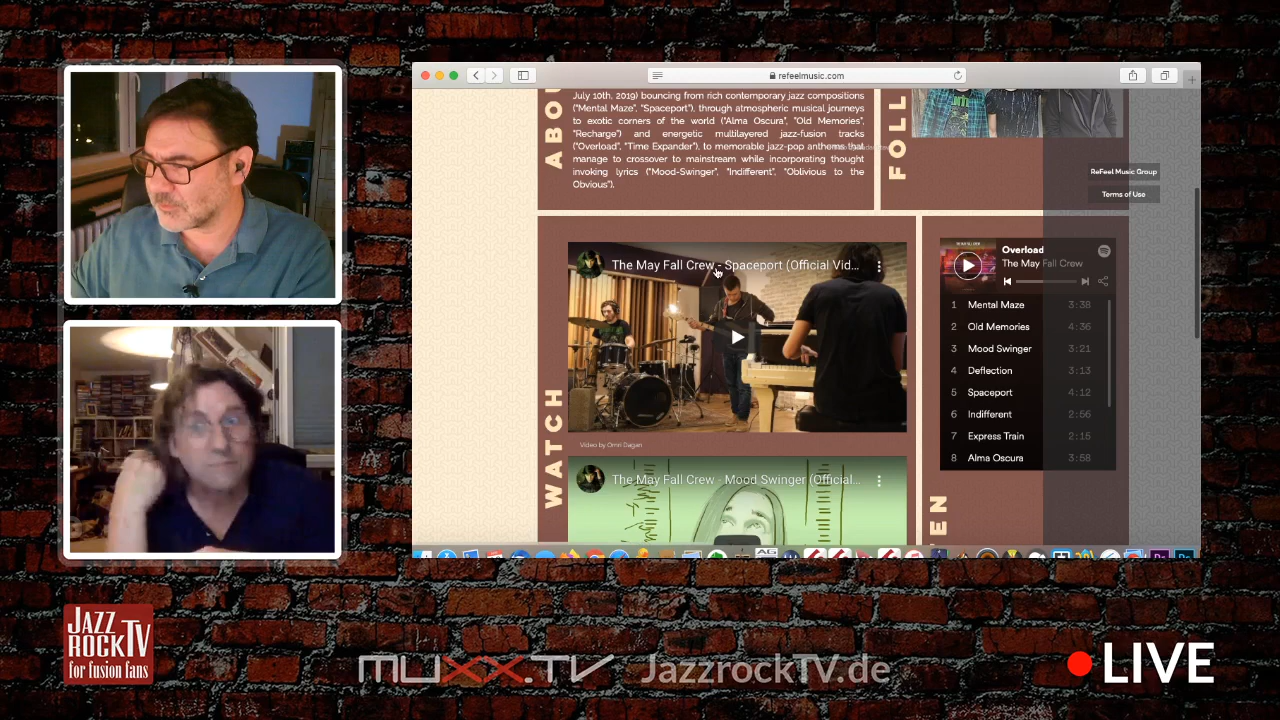 refeelmusic.com
ABOU
July 10th, 2019) bouncing from rich contemporary jazz compositions
("Mental Maze", "Spaceport"), through atmospheric musical journeys
to exotic corners of the world ("Alma Oscura", "Old Memories",
"Recharge") and energetic multilayered jazz-fusion tracks
("Overload", "Time Expander"), to memorable jazz-pop anthems that
manage to crossover to mainstream while incorporating thought
invoking lyrics ("Mood-Swinger", "Indifferent", "Oblivious to the
Obvious").
FOLL
ReFeel Music Group
Terms of Use
WATCH
The May Fall Crew - Spaceport (Official Vid...
Video by Omri Dagan
The May Fall Crew - Mood Swinger (Official...
Overload
The May Fall Crew
1 Mental Maze 3:38
2 Old Memories 4:36
3 Mood Swinger 3:21
4 Deflection 3:13
5 Spaceport 4:12
6 Indifferent 2:56
7 Express Train 2:15
8 Alma Oscura 3:58
EN
JAZZ
ROCKTV
for fusion fans
MUXX.TV
JazzrockTV.de
LIVE